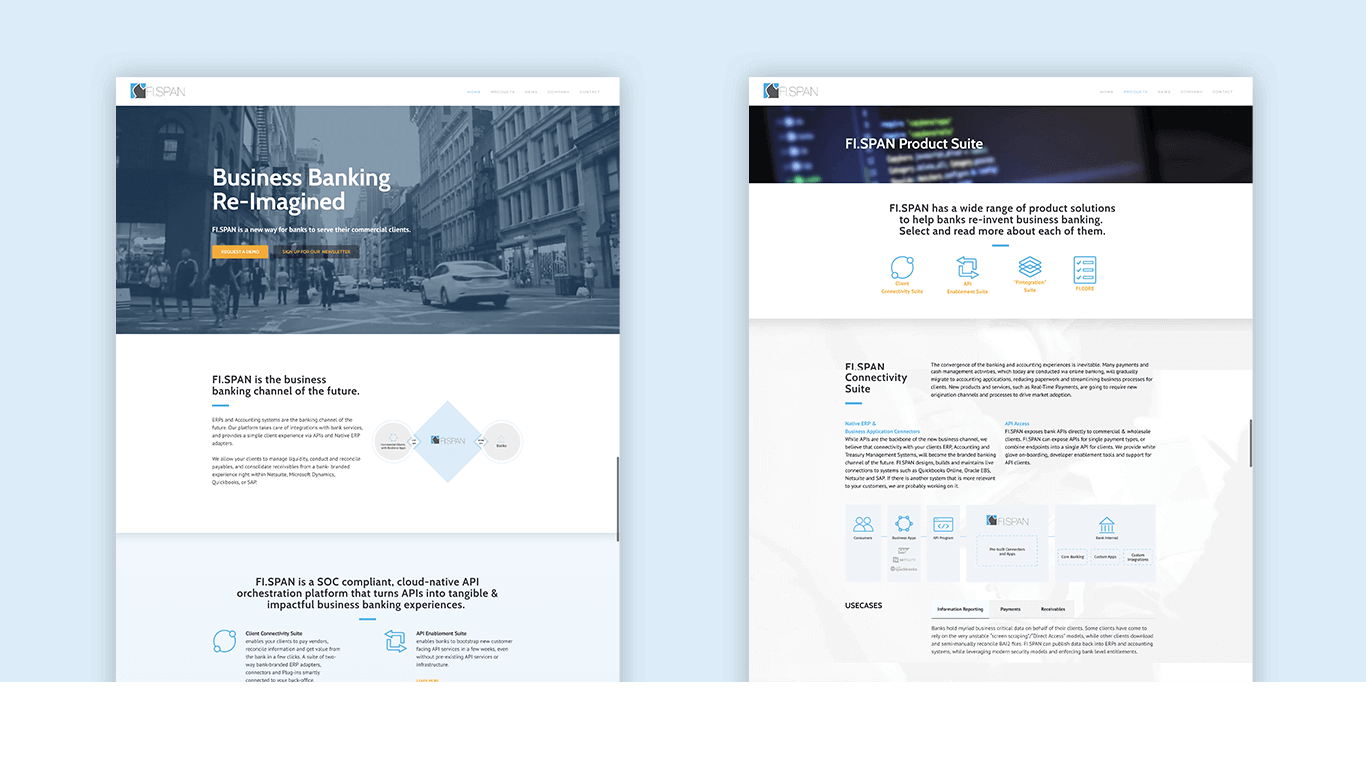 FI.SPAN
HOME PRODUCTS NEWS COMPANY CONTACT
Business Banking
Re-Imagined
FI.SPAN is a new way for banks to serve their commercial clients.
REQUEST A DEMO SIGN UP FOR OUR NEWSLETTER
FI.SPAN is the business
banking channel of the future.
ERPs and Accounting systems are the banking channel of the
future. Our platform takes care of integrations with bank services,
and provides a simple client experience via APIs and Native ERP
adapters.
We allow your clients to manage liquidity, conduct and reconcile
payables, and consolidate receivables from a bank- branded
experience right within Netsuite, Microsoft Dynamics,
Quickbooks, or SAP.
Commercial Clients
with Business Apps
FI.SPAN
Banks
FI.SPAN is a SOC compliant, cloud-native API
orchestration platform that turns APIs into tangible &
impactful business banking experiences.
Client Connectivity Suite
enables your clients to pay vendors,
reconcile information and get value from
the bank in a few clicks. A suite of two-
way bank-branded ERP adapters,
connectors and Plug-ins smartly
connected to your back-office
API Enablement Suite
enables banks to bootstrap new customer
facing API services in a few weeks, even
without pre-existing API services or
infrastructure.
LEARN MORE
FI.SPAN
HOME PRODUCTS NEWS COMPANY CONTACT
FI.SPAN Product Suite
FI.SPAN has a wide range of product solutions
to help banks re-invent business banking.
Select and read more about each of them.
Client
Connectivity Suite
API
Enablement Suite
"Finntegration"
Suite
FI.CORE
FI.SPAN
Connectivity
Suite
The convergence of the banking and accounting experiences is inevitable. Many payments and
cash management activities, which today are conducted via online banking, will gradually
migrate to accounting applications, reducing paperwork and streamlining business processes for
clients. New products and services, such as Real-Time Payments, are going to require new
origination channels and processes to drive market adoption.
Native ERP &
Business Application Connectors
While APIs are the backbone of the new business channel, we
believe that connectivity with your clients ERP, Accounting and
Treasury Management Systems, will become the branded banking
channel of the future. FI.SPAN designs, builds and maintains live
connections to systems such as Quickbooks Online, Oracle EBS,
Netsuite and SAP. If there is another system that is more relevant
to your customers, we are probably working on it.
API Access
FI.SPAN exposes bank APIs directly to commercial & wholesale
clients. FI.SPAN can expose APIs for single payment types, or
combine endpoints into a single API for clients. We provide white
glove on-boarding, developer enablement tools and support for
API clients.
Consumers
Business Apps
SAP
quickbooks
API Program
FI.SPAN
Pre-built Connectors
and Apps
Bank Internal
Core Banking
Custom Apps
Custom
Integrations
USECASES
Information Reporting Payments Receivables
Banks hold myriad business critical data on behalf of their clients. Some clients have to come to
rely on the very unstable "screen scraping"/"Direct Access" models, while other clients download
and semi-manually reconcile BAI2 files. FI.SPAN can publish data back into ERPs and accounting
systems, while leveraging modern security models and enforcing bank level entitlements.